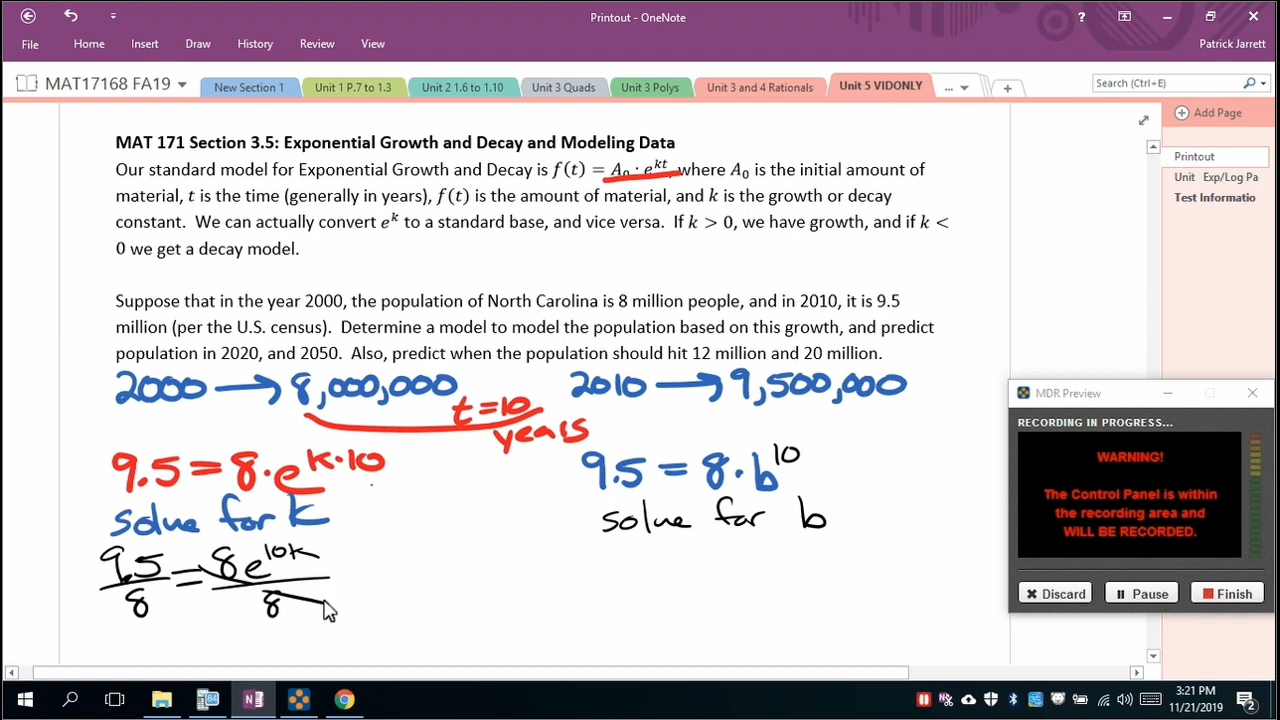 Printout - OneNote
?
File Home Insert Draw History Review View
Patrick Jarrett
MAT17168 FA19
New Section 1
Unit 1 P.7 to 1.3
Unit 2 1.6 to 1.10
Unit 3 Quads
Unit 3 Polys
Unit 3 and 4 Rationals
Unit 5 VIDONLY
...
+
Search (Ctrl+E)
Add Page
Printout
Unit Exp/Log Pa
Test Informatio
MAT 171 Section 3.5: Exponential Growth and Decay and Modeling Data
Our standard model for Exponential Growth and Decay is f(t) = A₀ · e^{kt}, where A₀ is the initial amount of
material, t is the time (generally in years), f(t) is the amount of material, and k is the growth or decay
constant. We can actually convert e^k to a standard base, and vice versa. If k > 0, we have growth, and if k <
0 we get a decay model.
Suppose that in the year 2000, the population of North Carolina is 8 million people, and in 2010, it is 9.5
million (per the U.S. census). Determine a model to model the population based on this growth, and predict
population in 2020, and 2050. Also, predict when the population should hit 12 million and 20 million.
2000 → 8,000,000 2010 → 9,500,000
t = 10
years
9.5 = 8 · e^{k·10}
solve for k
9.5/8 = 8e^{10k}/8
9.5 = 8 · b^{10}
solve for b
MDR Preview
RECORDING IN PROGRESS...
WARNING!
The Control Panel is within
the recording area and
WILL BE RECORDED.
Discard Pause Finish
3:21 PM
11/21/2019
2